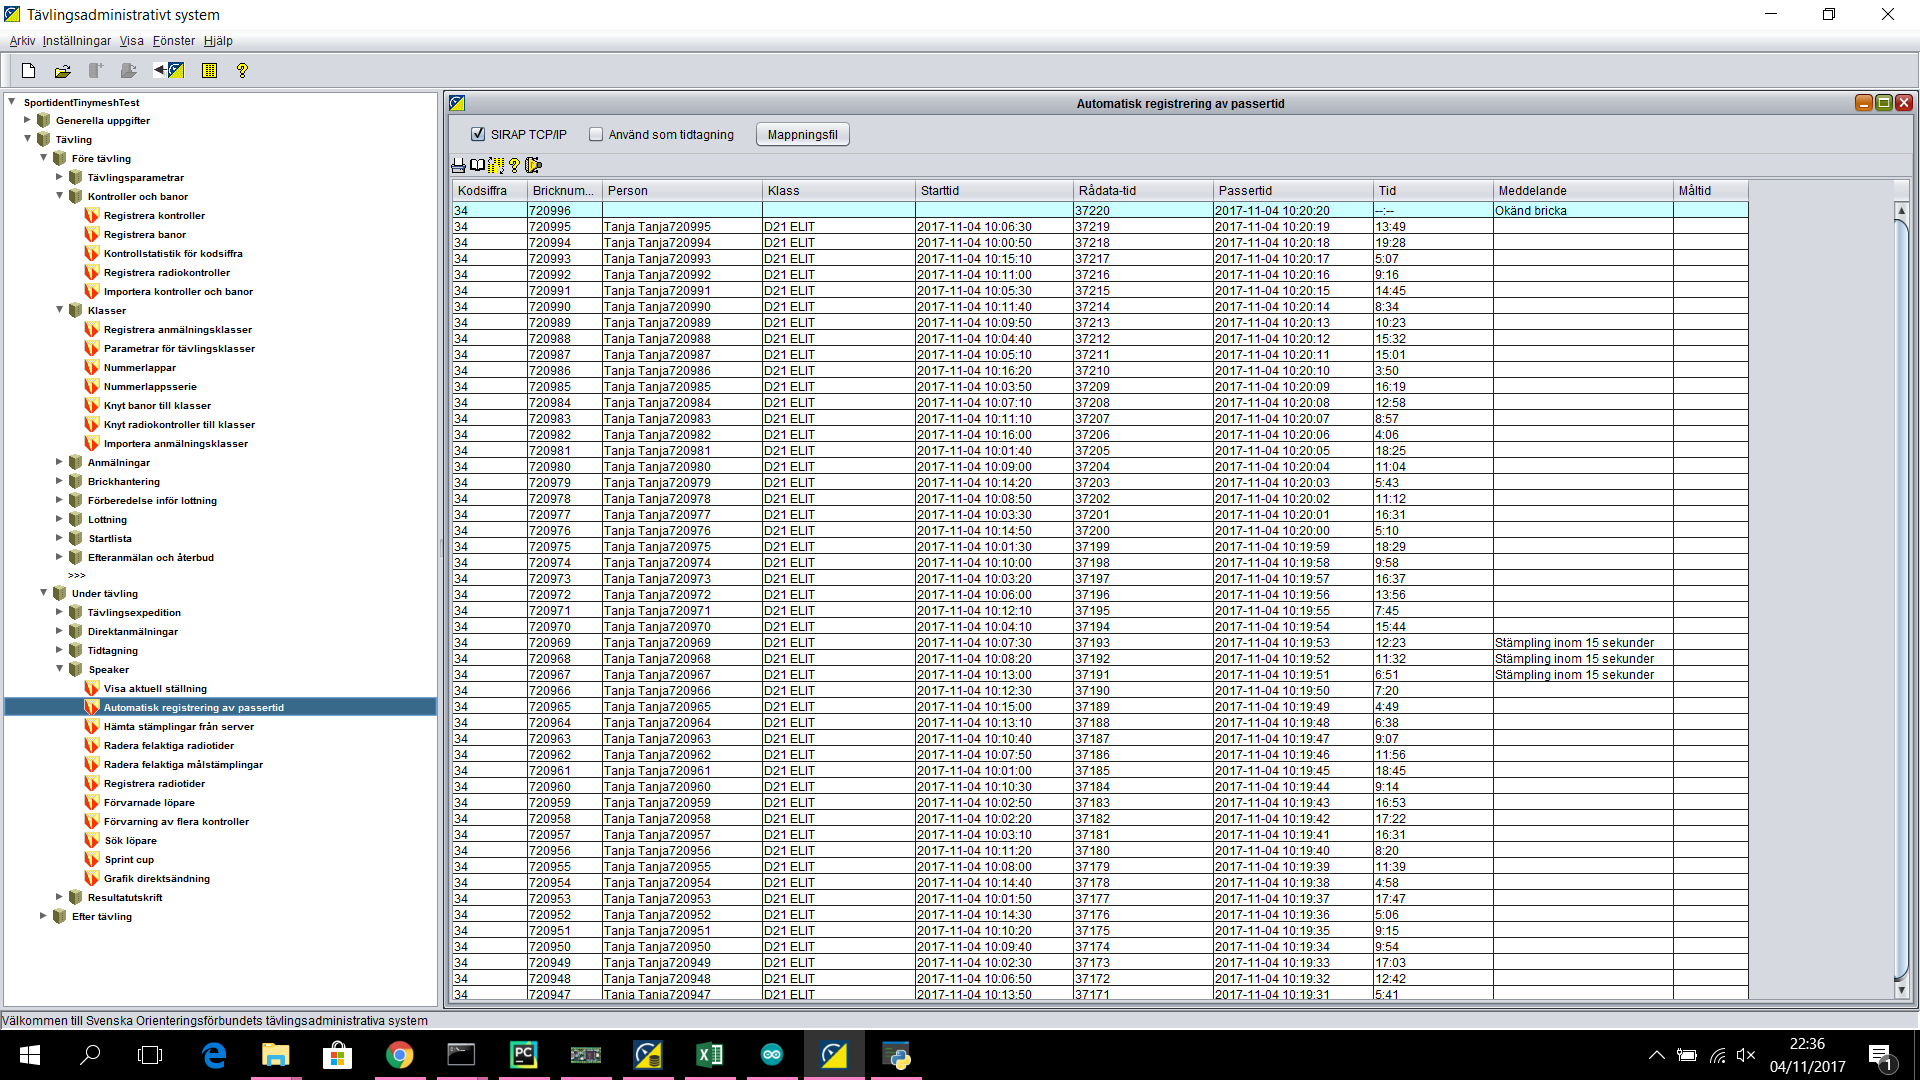 Tävlingsadministrativt system
Arkiv Inställningar Visa Fönster Hjälp
SportidentTinymeshTest
Generella uppgifter
Tävling
Före tävling
Tävlingsparametrar
Kontroller och banor
Registrera kontroller
Registrera banor
Kontrollstatistik för kodsiffra
Registrera radiokontroller
Importera kontroller och banor
Klasser
Registrera anmälningsklasser
Parametrar för tävlingsklasser
Nummerlappar
Nummerlappsserie
Knyt banor till klasser
Knyt radiokontroller till klasser
Importera anmälningsklasser
Anmälningar
Brickhantering
Förberedelse inför lottning
Lottning
Startlista
Efteranmälan och återbud
>>>
Under tävling
Tävlingsexpedition
Direktanmälningar
Tidtagning
Speaker
Visa aktuell ställning
Automatisk registrering av passertid
Hämta stämplingar från server
Radera felaktiga radiotider
Radera felaktiga målstämplingar
Registrera radiotider
Förvarnade löpare
Förvarning av flera kontroller
Sök löpare
Sprint cup
Grafik direktsändning
Resultatutskrift
Efter tävling
Automatisk registrering av passertid
SIRAP TCP/IP Använd som tidtagning Mappningsfil
Kodsiffra Bricknum... Person Klass Starttid Rådata-tid Passertid Tid Meddelande Måltid
34 720996 37220 2017-11-04 10:20:20 --:-- Okänd bricka
34 720995 Tanja Tanja720995 D21 ELIT 2017-11-04 10:06:30 37219 2017-11-04 10:20:19 13:49
34 720994 Tanja Tanja720994 D21 ELIT 2017-11-04 10:00:50 37218 2017-11-04 10:20:18 19:28
34 720993 Tanja Tanja720993 D21 ELIT 2017-11-04 10:15:10 37217 2017-11-04 10:20:17 5:07
34 720992 Tanja Tanja720992 D21 ELIT 2017-11-04 10:11:00 37216 2017-11-04 10:20:16 9:16
34 720991 Tanja Tanja720991 D21 ELIT 2017-11-04 10:05:30 37215 2017-11-04 10:20:15 14:45
34 720990 Tanja Tanja720990 D21 ELIT 2017-11-04 10:11:40 37214 2017-11-04 10:20:14 8:34
34 720989 Tanja Tanja720989 D21 ELIT 2017-11-04 10:09:50 37213 2017-11-04 10:20:13 10:23
34 720988 Tanja Tanja720988 D21 ELIT 2017-11-04 10:04:40 37212 2017-11-04 10:20:12 15:32
34 720987 Tanja Tanja720987 D21 ELIT 2017-11-04 10:05:10 37211 2017-11-04 10:20:11 15:01
34 720986 Tanja Tanja720986 D21 ELIT 2017-11-04 10:16:20 37210 2017-11-04 10:20:10 3:50
34 720985 Tanja Tanja720985 D21 ELIT 2017-11-04 10:03:50 37209 2017-11-04 10:20:09 16:19
34 720984 Tanja Tanja720984 D21 ELIT 2017-11-04 10:07:10 37208 2017-11-04 10:20:08 12:58
34 720983 Tanja Tanja720983 D21 ELIT 2017-11-04 10:11:10 37207 2017-11-04 10:20:07 8:57
34 720982 Tanja Tanja720982 D21 ELIT 2017-11-04 10:16:00 37206 2017-11-04 10:20:06 4:06
34 720981 Tanja Tanja720981 D21 ELIT 2017-11-04 10:01:40 37205 2017-11-04 10:20:05 18:25
34 720980 Tanja Tanja720980 D21 ELIT 2017-11-04 10:09:00 37204 2017-11-04 10:20:04 11:04
34 720979 Tanja Tanja720979 D21 ELIT 2017-11-04 10:14:20 37203 2017-11-04 10:20:03 5:43
34 720978 Tanja Tanja720978 D21 ELIT 2017-11-04 10:08:50 37202 2017-11-04 10:20:02 11:12
34 720977 Tanja Tanja720977 D21 ELIT 2017-11-04 10:03:30 37201 2017-11-04 10:20:01 16:31
34 720976 Tanja Tanja720976 D21 ELIT 2017-11-04 10:14:50 37200 2017-11-04 10:20:00 5:10
34 720975 Tanja Tanja720975 D21 ELIT 2017-11-04 10:01:30 37199 2017-11-04 10:19:59 18:29
34 720974 Tanja Tanja720974 D21 ELIT 2017-11-04 10:10:00 37198 2017-11-04 10:19:58 9:58
34 720973 Tanja Tanja720973 D21 ELIT 2017-11-04 10:03:20 37197 2017-11-04 10:19:57 16:37
34 720972 Tanja Tanja720972 D21 ELIT 2017-11-04 10:06:00 37196 2017-11-04 10:19:56 13:56
34 720971 Tanja Tanja720971 D21 ELIT 2017-11-04 10:12:10 37195 2017-11-04 10:19:55 7:45
34 720970 Tanja Tanja720970 D21 ELIT 2017-11-04 10:04:10 37194 2017-11-04 10:19:54 15:44
34 720969 Tanja Tanja720969 D21 ELIT 2017-11-04 10:07:30 37193 2017-11-04 10:19:53 12:23 Stämpling inom 15 sekunder
34 720968 Tanja Tanja720968 D21 ELIT 2017-11-04 10:08:20 37192 2017-11-04 10:19:52 11:32 Stämpling inom 15 sekunder
34 720967 Tanja Tanja720967 D21 ELIT 2017-11-04 10:13:00 37191 2017-11-04 10:19:51 6:51 Stämpling inom 15 sekunder
34 720966 Tanja Tanja720966 D21 ELIT 2017-11-04 10:12:30 37190 2017-11-04 10:19:50 7:20
34 720965 Tanja Tanja720965 D21 ELIT 2017-11-04 10:15:00 37189 2017-11-04 10:19:49 4:49
34 720964 Tanja Tanja720964 D21 ELIT 2017-11-04 10:13:10 37188 2017-11-04 10:19:48 6:38
34 720963 Tanja Tanja720963 D21 ELIT 2017-11-04 10:10:40 37187 2017-11-04 10:19:47 9:07
34 720962 Tanja Tanja720962 D21 ELIT 2017-11-04 10:07:50 37186 2017-11-04 10:19:46 11:56
34 720961 Tanja Tanja720961 D21 ELIT 2017-11-04 10:01:00 37185 2017-11-04 10:19:45 18:45
34 720960 Tanja Tanja720960 D21 ELIT 2017-11-04 10:10:30 37184 2017-11-04 10:19:44 9:14
34 720959 Tanja Tanja720959 D21 ELIT 2017-11-04 10:02:50 37183 2017-11-04 10:19:43 16:53
34 720958 Tanja Tanja720958 D21 ELIT 2017-11-04 10:02:20 37182 2017-11-04 10:19:42 17:22
34 720957 Tanja Tanja720957 D21 ELIT 2017-11-04 10:03:10 37181 2017-11-04 10:19:41 16:31
34 720956 Tanja Tanja720956 D21 ELIT 2017-11-04 10:11:20 37180 2017-11-04 10:19:40 8:20
34 720955 Tanja Tanja720955 D21 ELIT 2017-11-04 10:08:00 37179 2017-11-04 10:19:39 11:39
34 720954 Tanja Tanja720954 D21 ELIT 2017-11-04 10:14:40 37178 2017-11-04 10:19:38 4:58
34 720953 Tanja Tanja720953 D21 ELIT 2017-11-04 10:01:50 37177 2017-11-04 10:19:37 17:47
34 720952 Tanja Tanja720952 D21 ELIT 2017-11-04 10:14:30 37176 2017-11-04 10:19:36 5:06
34 720951 Tanja Tanja720951 D21 ELIT 2017-11-04 10:10:20 37175 2017-11-04 10:19:35 9:15
34 720950 Tanja Tanja720950 D21 ELIT 2017-11-04 10:09:40 37174 2017-11-04 10:19:34 9:54
34 720949 Tanja Tanja720949 D21 ELIT 2017-11-04 10:02:30 37173 2017-11-04 10:19:33 17:03
34 720948 Tanja Tanja720948 D21 ELIT 2017-11-04 10:06:50 37172 2017-11-04 10:19:32 12:42
34 720947 Tanja Tanja720947 D21 ELIT 2017-11-04 10:13:50 37171 2017-11-04 10:19:31 5:41
Välkommen till Svenska Orienteringsförbundets tävlingsadministrativa system
22:36
04/11/2017
1